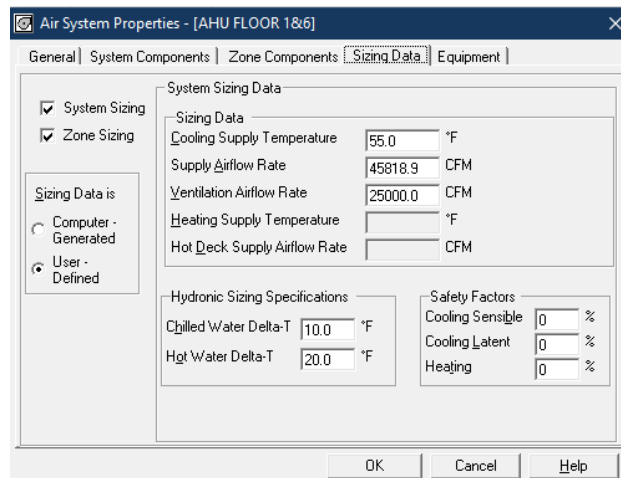 Air System Properties - [AHU FLOOR 1&6]
General System Components Zone Components Sizing Data Equipment
System Sizing
Zone Sizing
Sizing Data is
Computer -
Generated
User -
Defined
System Sizing Data
Sizing Data
Cooling Supply Temperature 55.0 °F
Supply Airflow Rate 45818.9 CFM
Ventilation Airflow Rate 25000.0 CFM
Heating Supply Temperature °F
Hot Deck Supply Airflow Rate CFM
Hydronic Sizing Specifications
Chilled Water Delta-T 10.0 °F
Hot Water Delta-T 20.0 °F
Safety Factors
Cooling Sensible 0 %
Cooling Latent 0 %
Heating 0 %
OK Cancel Help